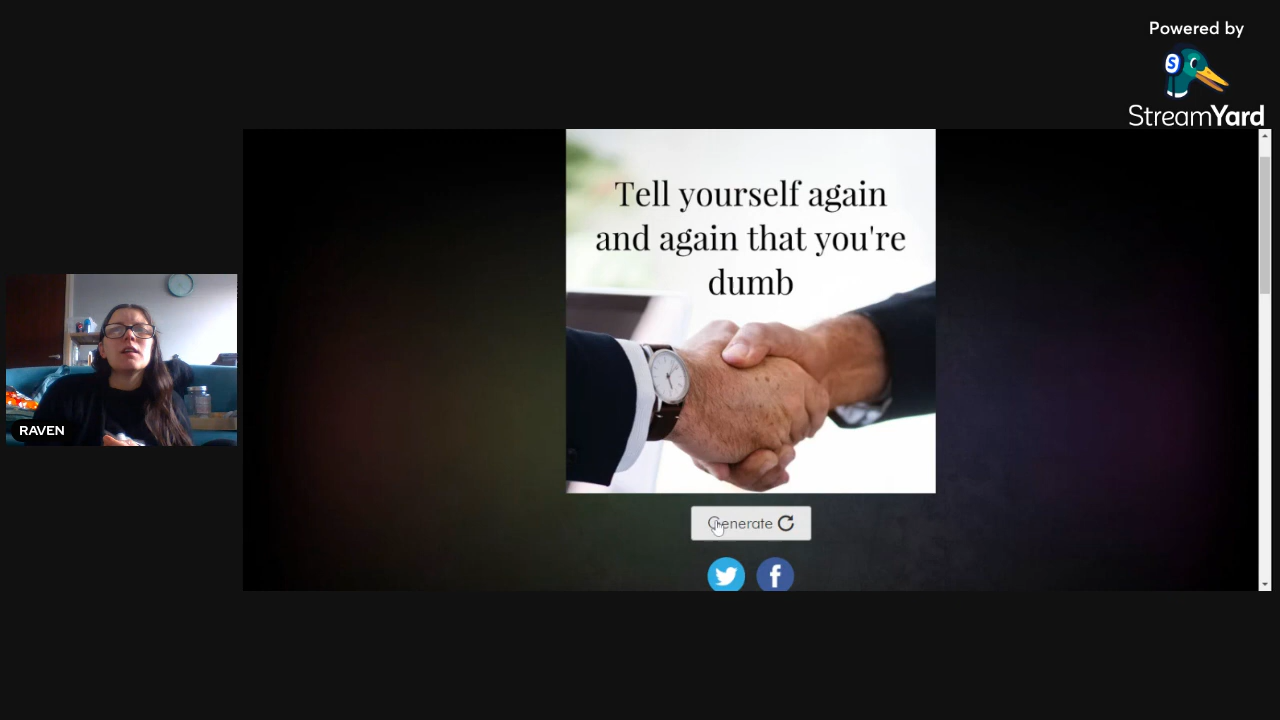 Powered by
StreamYard
Tell yourself again
and again that you're
dumb
RAVEN
Generate